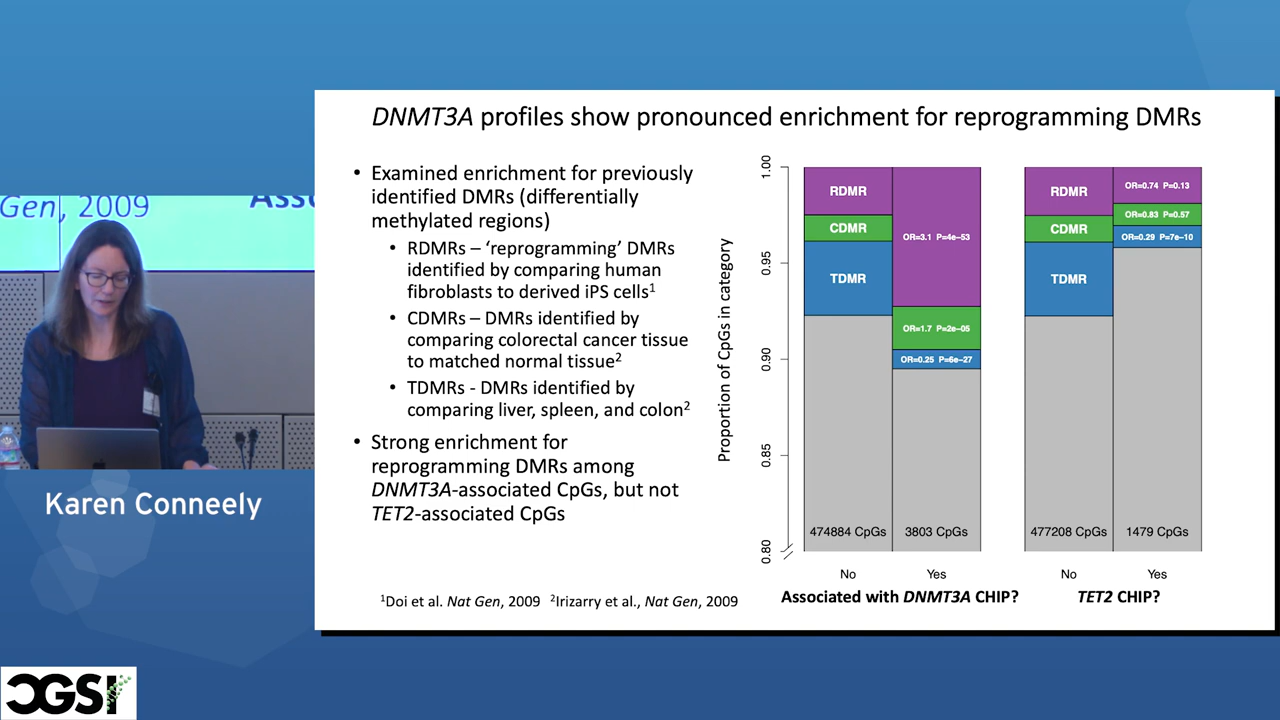 DNMT3A profiles show pronounced enrichment for reprogramming DMRs
• Examined enrichment for previously
identified DMRs (differentially
methylated regions)
• RDMRs – ‘reprogramming’ DMRs
identified by comparing human
fibroblasts to derived iPS cells1
• CDMRs – DMRs identified by
comparing colorectal cancer tissue
to matched normal tissue2
• TDMRs - DMRs identified by
comparing liver, spleen, and colon2
• Strong enrichment for
reprogramming DMRs among
DNMT3A-associated CpGs, but not
TET2-associated CpGs
1Doi et al. Nat Gen, 2009 2Irizarry et al., Nat Gen, 2009
Proportion of CpGs in category
1.00
0.95
0.90
0.85
0.80
RDMR
CDMR
TDMR
474884 CpGs
OR=3.1 P=4e−53
OR=1.7 P=2e−05
OR=0.25 P=6e−27
3803 CpGs
No
Yes
Associated with DNMT3A CHIP?
RDMR
CDMR
TDMR
477208 CpGs
OR=0.74 P=0.13
OR=0.83 P=0.57
OR=0.29 P=7e−10
1479 CpGs
No
Yes
TET2 CHIP?
Gen, 2009
Karen Conneely
CGSI